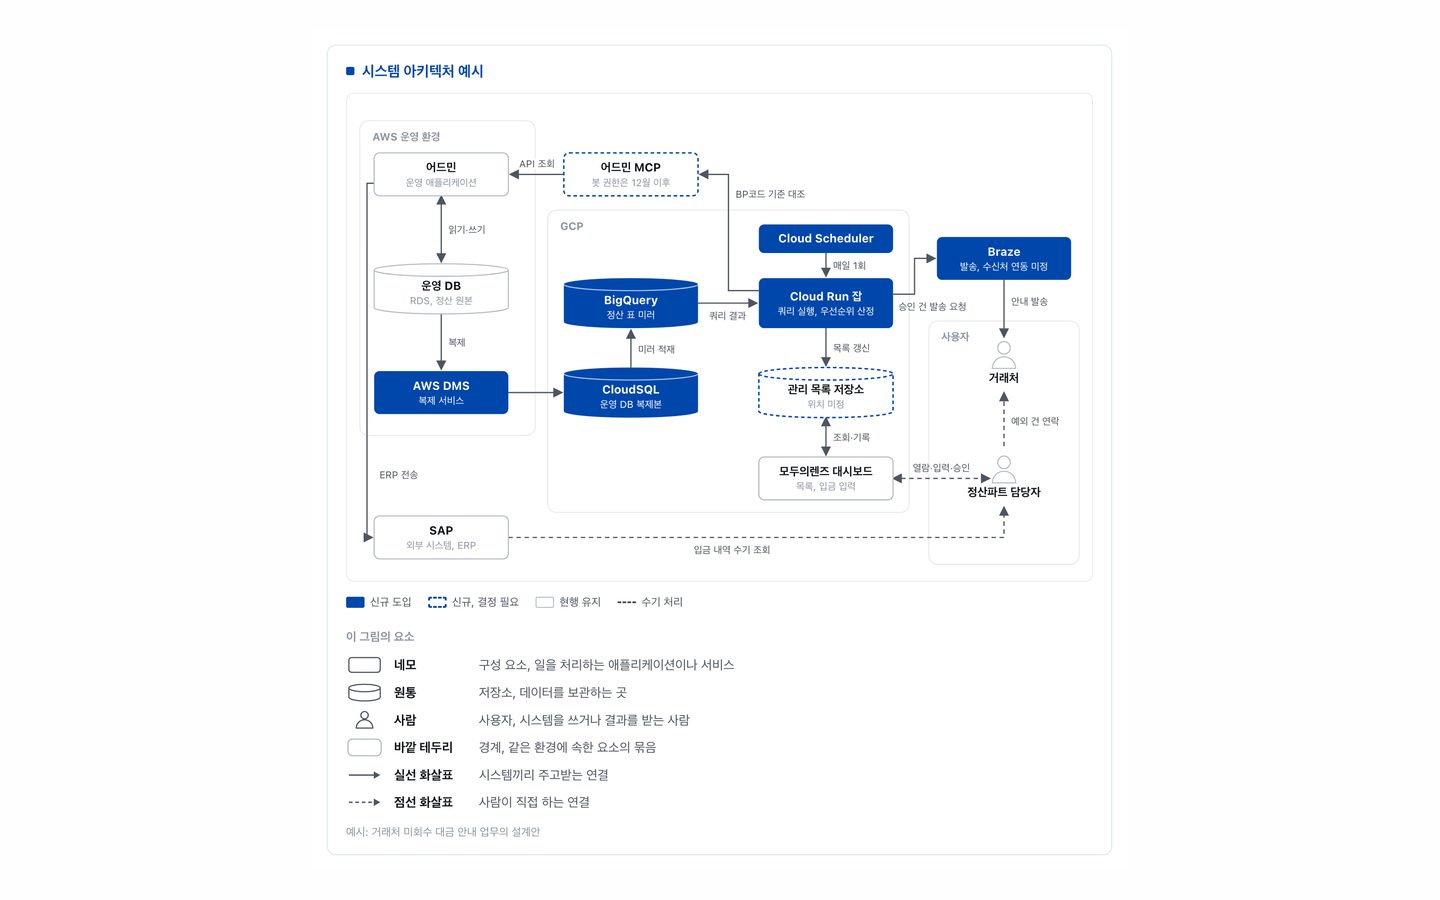 시스템 아키텍처 예시
AWS 운영 환경
어드민
운영 애플리케이션
API 조회
어드민 MCP
봇 권한은 12월 이후
BP코드 기준 대조
읽기·쓰기
GCP
Cloud Scheduler
매일 1회
Braze
발송, 수신처 연동 미정
운영 DB
RDS, 정산 원본
BigQuery
정산 표 미러
쿼리 결과
Cloud Run 잡
쿼리 실행, 우선순위 산정
승인 건 발송 요청
안내 발송
복제
미러 적재
목록 갱신
사용자
거래처
AWS DMS
복제 서비스
CloudSQL
운영 DB 복제본
관리 목록 저장소
위치 미정
예외 건 연락
조회·기록
ERP 전송
모두의렌즈 대시보드
목록, 입금 입력
열람·입력·승인
정산파트 담당자
SAP
외부 시스템, ERP
입금 내역 수기 조회
신규 도입
신규, 결정 필요
현행 유지
수기 처리
이 그림의 요소
네모 구성 요소, 일을 처리하는 애플리케이션이나 서비스
원통 저장소, 데이터를 보관하는 곳
사람 사용자, 시스템을 쓰거나 결과를 받는 사람
바깥 테두리 경계, 같은 환경에 속한 요소의 묶음
실선 화살표 시스템끼리 주고받는 연결
점선 화살표 사람이 직접 하는 연결
예시: 거래처 미회수 대금 안내 업무의 설계안